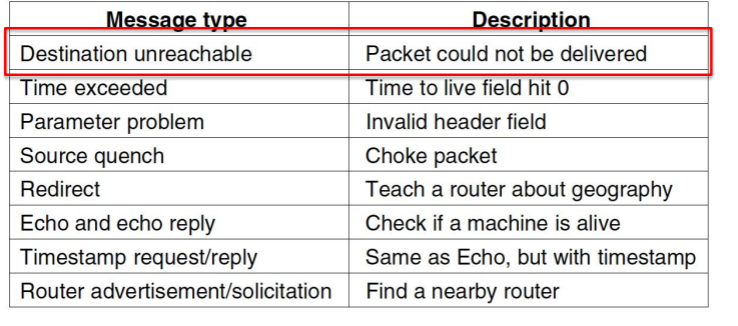 Message type Description
Destination unreachable Packet could not be delivered
Time exceeded Time to live field hit 0
Parameter problem Invalid header field
Source quench Choke packet
Redirect Teach a router about geography
Echo and echo reply Check if a machine is alive
Timestamp request/reply Same as Echo, but with timestamp
Router advertisement/solicitation Find a nearby router